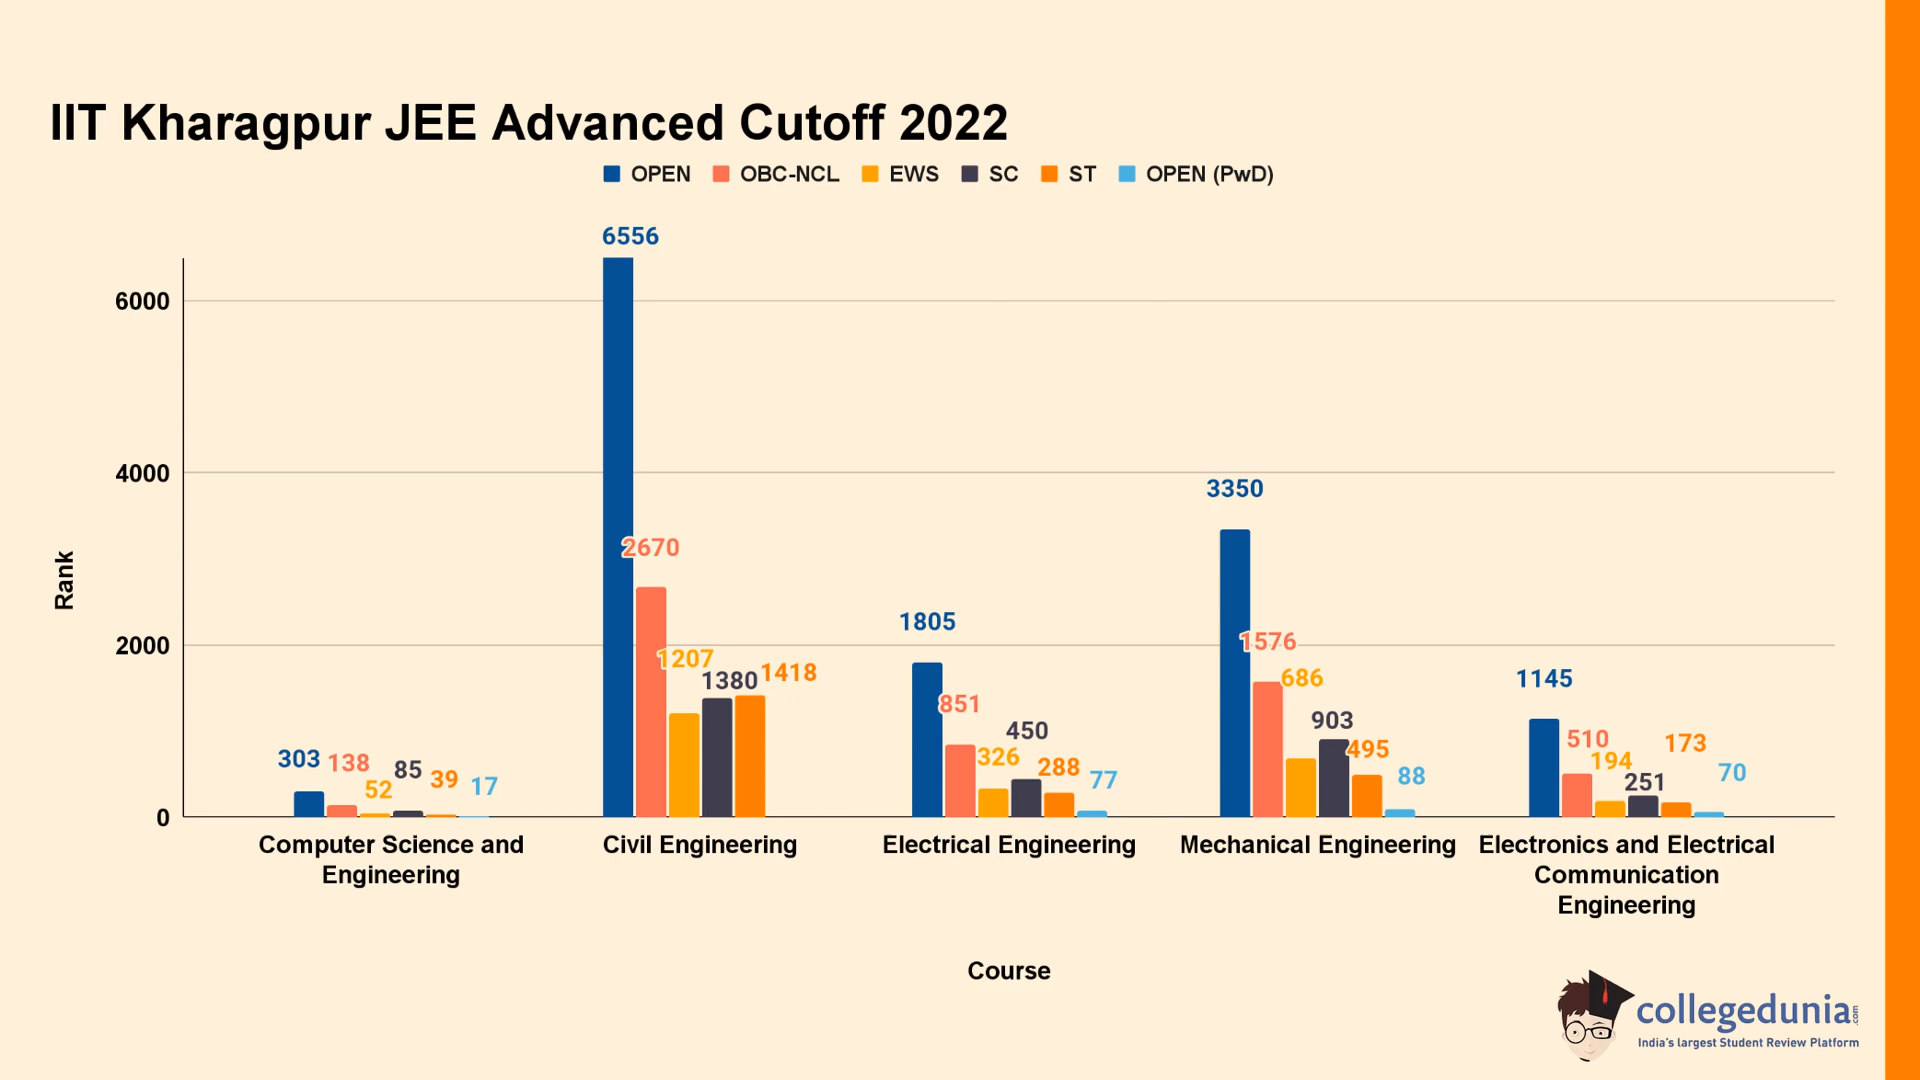 IIT Kharagpur JEE Advanced Cutoff 2022
OPEN OBC-NCL EWS SC ST OPEN (PwD)
Rank
6000
4000
2000
0
303 138 52 85 39 17
6556 2670 1207 1380 1418
1805 851 326 450 288 77
3350 1576 686 903 495 88
1145 510 194 251 173 70
Computer Science and
Engineering
Civil Engineering
Electrical Engineering
Mechanical Engineering
Electronics and Electrical
Communication
Engineering
Course
collegedunia.com
India's largest Student Review Platform